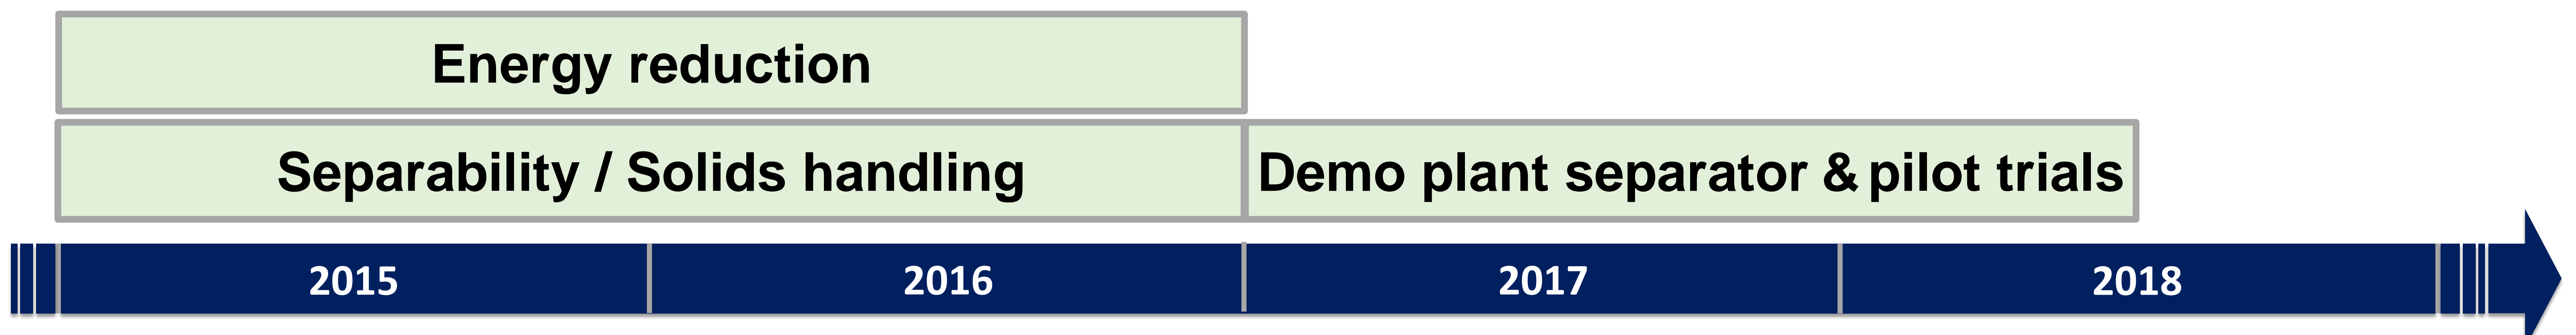 Energy reduction
Separability / Solids handling
Demo plant separator & pilot trials
2015
2016
2017
2018